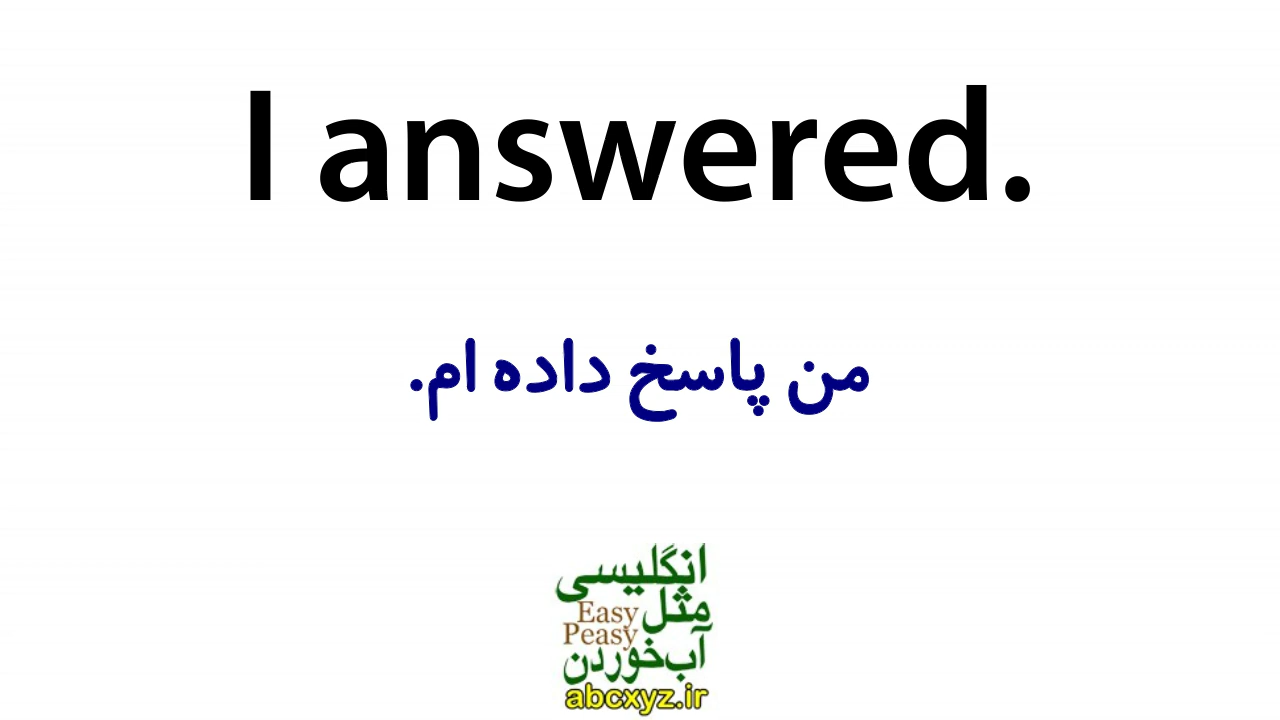 I answered.
من پاسخ داده ام.
انگلیسی
مثل Easy
Peasy
آب‌خوردن
abcxyz.ir